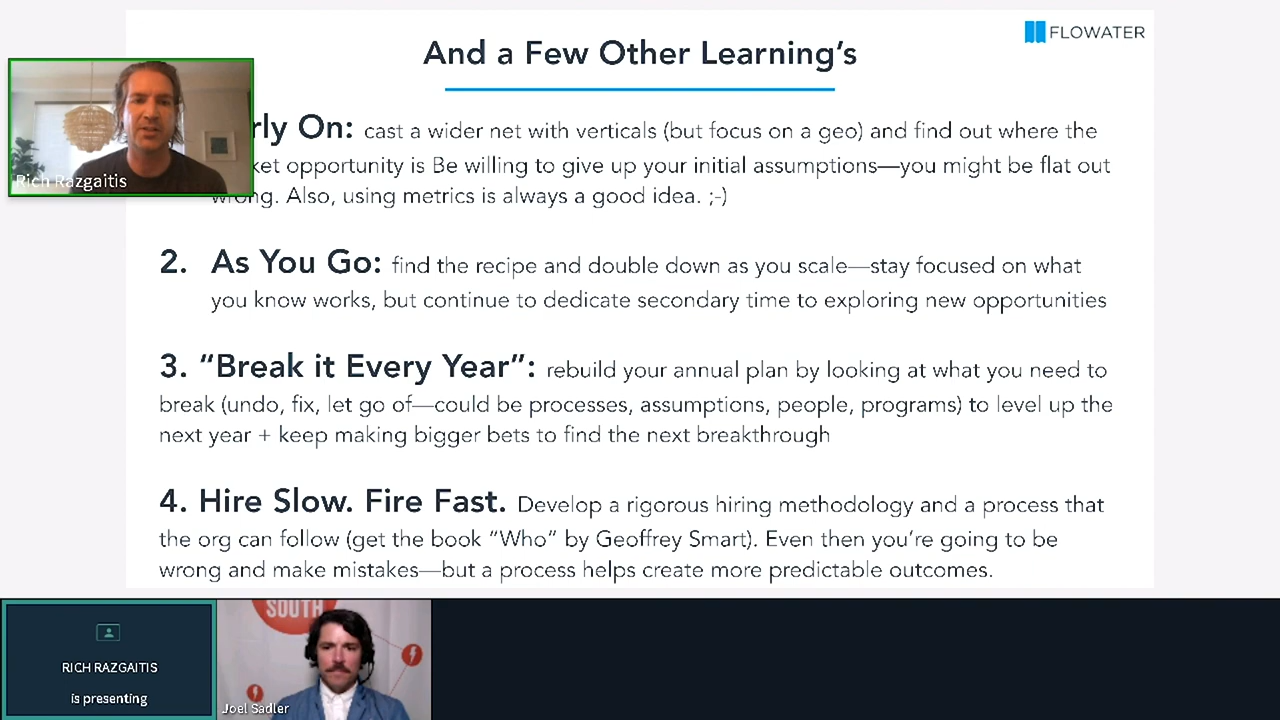 FLOWATER
And a Few Other Learning's
rly On: cast a wider net with verticals (but focus on a geo) and find out where the
ket opportunity is Be willing to give up your initial assumptions—you might be flat out
wrong. Also, using metrics is always a good idea. ;-)
Rich Razgaitis
2. As You Go: find the recipe and double down as you scale—stay focused on what
you know works, but continue to dedicate secondary time to exploring new opportunities
3. “Break it Every Year”: rebuild your annual plan by looking at what you need to
break (undo, fix, let go of—could be processes, assumptions, people, programs) to level up the
next year + keep making bigger bets to find the next breakthrough
4. Hire Slow. Fire Fast. Develop a rigorous hiring methodology and a process that
the org can follow (get the book “Who” by Geoffrey Smart). Even then you’re going to be
wrong and make mistakes—but a process helps create more predictable outcomes.
SOUTH
RICH RAZGAITIS
is presenting
Joel Sadler